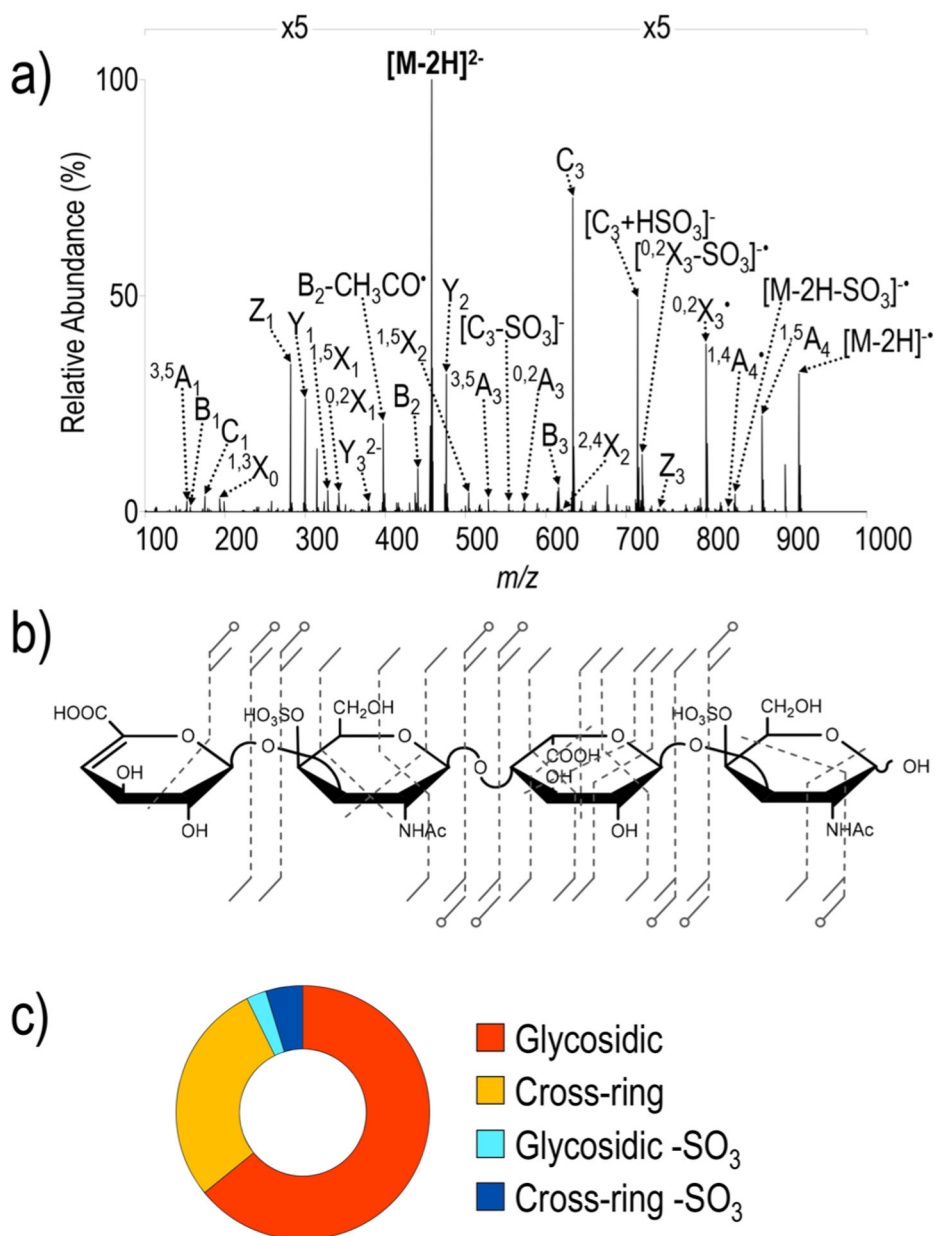 x5 x5
a)
[M-2H]2-
Relative Abundance (%)
100
50
0
C3
[C3+HSO3]-
[0,2X3-SO3]-•
B2-CH3CO•
Y2
[M-2H-SO3]-•
Z1
Y1
[C3-SO3]-
0,2X3•
1,5A4
1,5X1
1,5X2
1,4A4•
[M-2H]-•
3,5A1
0,2X1
B2
3,5A3
0,2A3
B1
C1
Y3 2-
B3
2,4X2
Z3
1,3X0
100 200 300 400 500 600 700 800 900 1000
m/z
b)
HOOC
O
OH
OH
O
HO3SO
CH2OH
O
NHAc
O
O
COOH
OH
OH
O
HO3SO
CH2OH
O
NHAc
OH
c)
Glycosidic
Cross-ring
Glycosidic -SO3
Cross-ring -SO3